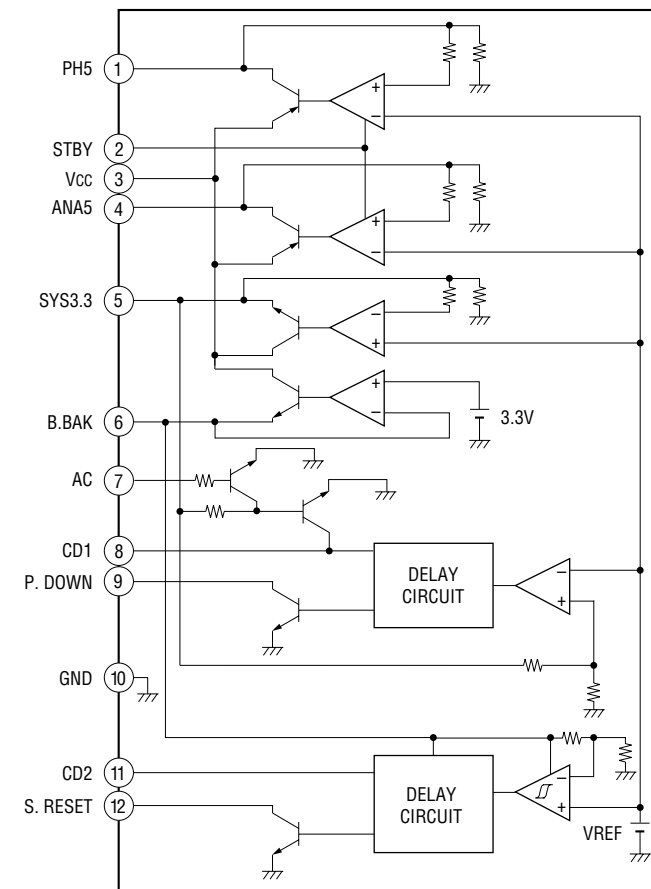 PH5 1
STBY 2
Vcc 3
ANA5 4
SYS3.3 5
B.BAK 6
AC 7
CD1 8
P. DOWN 9
GND 10
CD2 11
S. RESET 12
+
−
+
−
−
+
+
−
3.3V
DELAY
CIRCUIT
−
+
DELAY
CIRCUIT
−
+
VREF